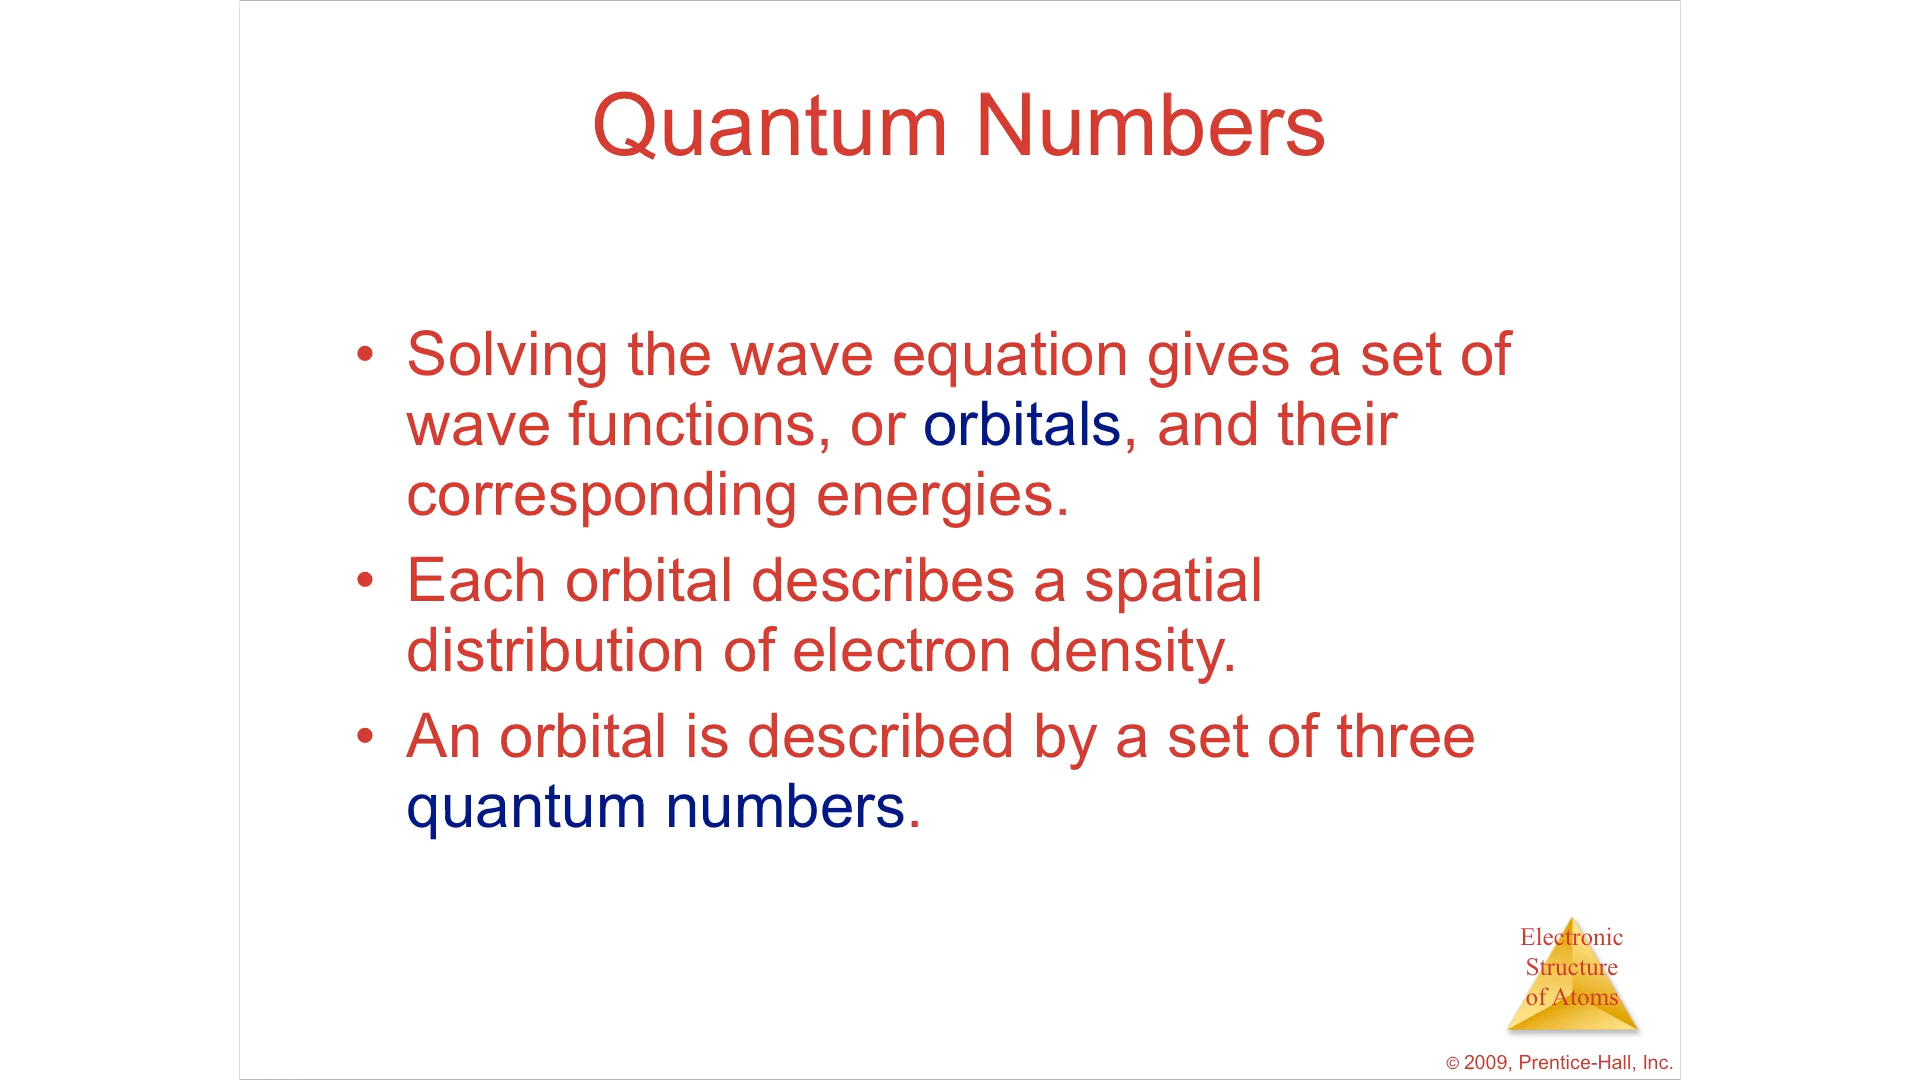 Quantum Numbers
• Solving the wave equation gives a set of
wave functions, or orbitals, and their
corresponding energies.
• Each orbital describes a spatial
distribution of electron density.
• An orbital is described by a set of three
quantum numbers.
Electronic
Structure
of Atoms
© 2009, Prentice-Hall, Inc.